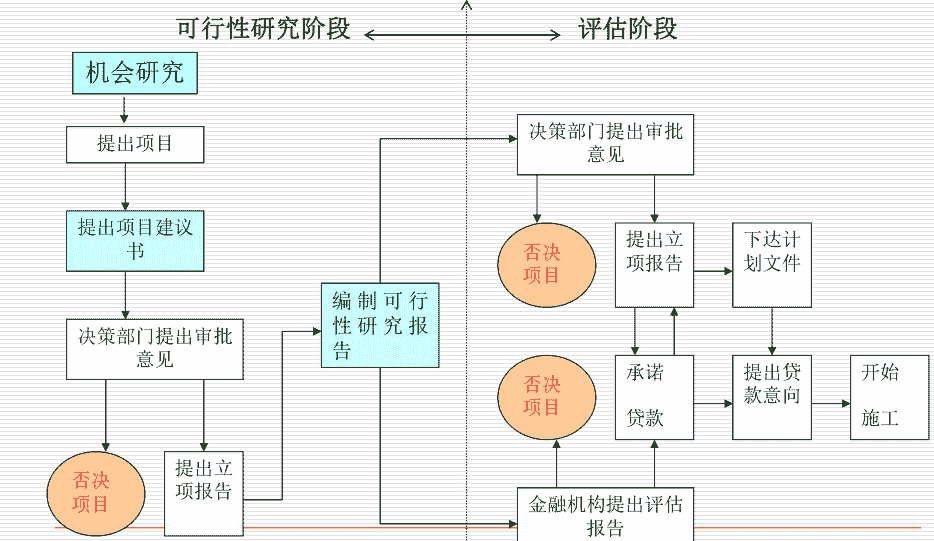 可行性研究阶段
评估阶段
机会研究
提出项目
提出项目建议
书
决策部门提出审批
意见
否决
项目
提出立
项报告
编制可行
性研究报
告
决策部门提出审批
意见
否决
项目
提出立
项报告
下达计
划文件
否决
项目
承诺
贷款
提出贷
款意向
开始
施工
金融机构提出评估
报告